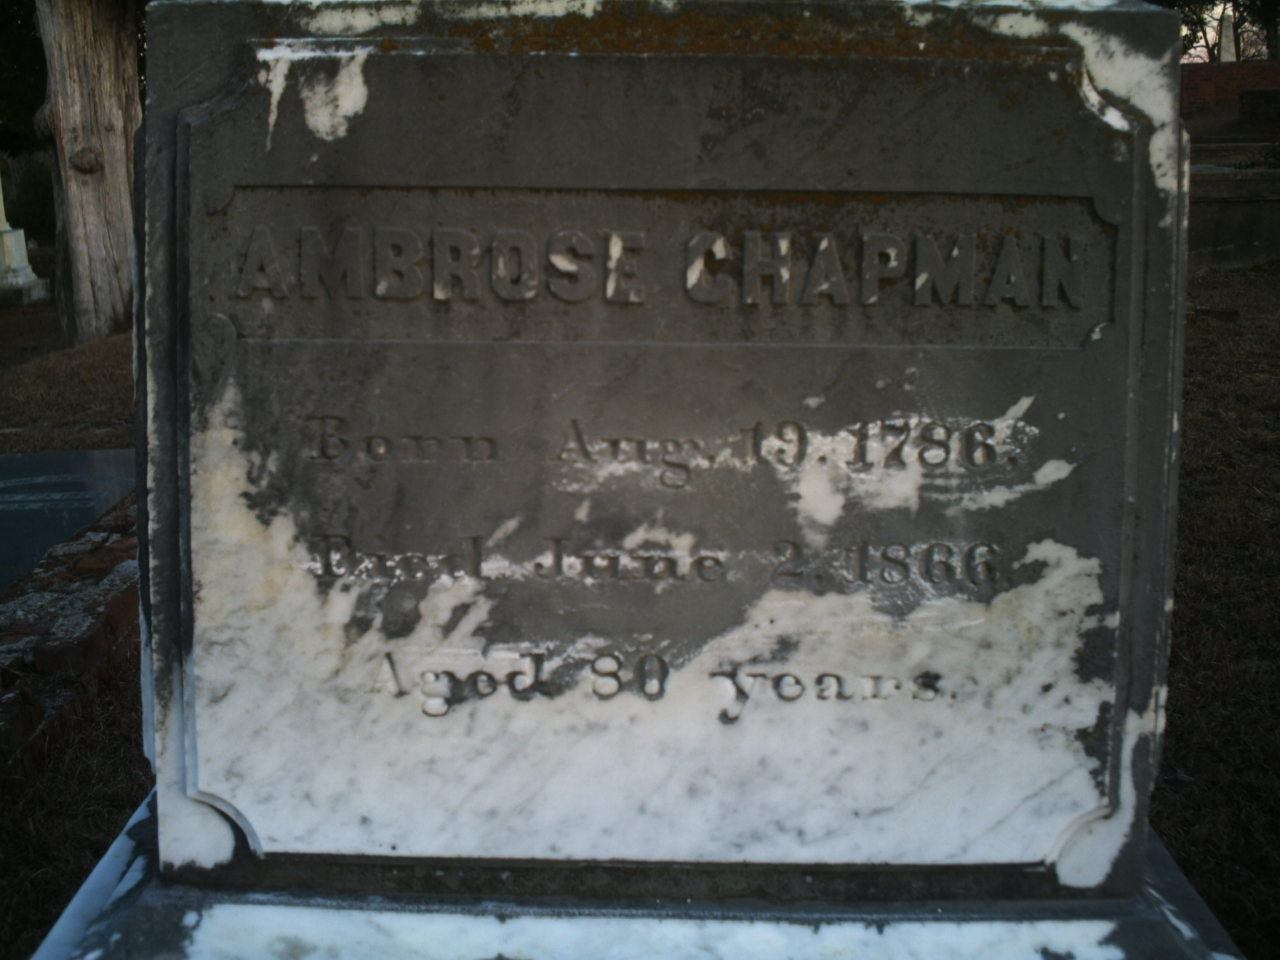 AMBROSE CHAPMAN
Born Aug. 19. 1786.
Died June 2. 1866.
Aged 80 years.